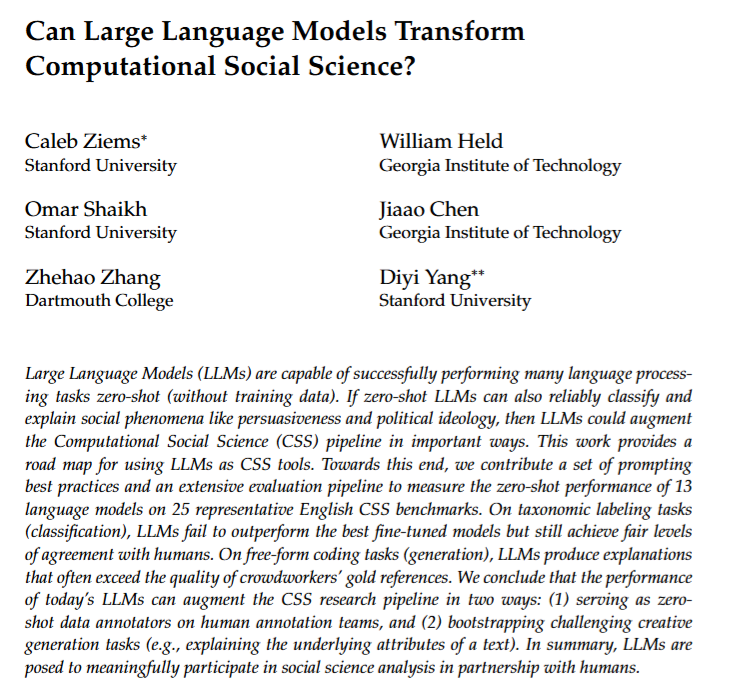 Can Large Language Models Transform
Computational Social Science?
Caleb Ziems*
Stanford University
William Held
Georgia Institute of Technology
Omar Shaikh
Stanford University
Jiaao Chen
Georgia Institute of Technology
Zhehao Zhang
Dartmouth College
Diyi Yang**
Stanford University
Large Language Models (LLMs) are capable of successfully performing many language process-
ing tasks zero-shot (without training data). If zero-shot LLMs can also reliably classify and
explain social phenomena like persuasiveness and political ideology, then LLMs could augment
the Computational Social Science (CSS) pipeline in important ways. This work provides a
road map for using LLMs as CSS tools. Towards this end, we contribute a set of prompting
best practices and an extensive evaluation pipeline to measure the zero-shot performance of 13
language models on 25 representative English CSS benchmarks. On taxonomic labeling tasks
(classification), LLMs fail to outperform the best fine-tuned models but still achieve fair levels
of agreement with humans. On free-form coding tasks (generation), LLMs produce explanations
that often exceed the quality of crowdworkers' gold references. We conclude that the performance
of today's LLMs can augment the CSS research pipeline in two ways: (1) serving as zero-
shot data annotators on human annotation teams, and (2) bootstrapping challenging creative
generation tasks (e.g., explaining the underlying attributes of a text). In summary, LLMs are
posed to meaningfully participate in social science analysis in partnership with humans.